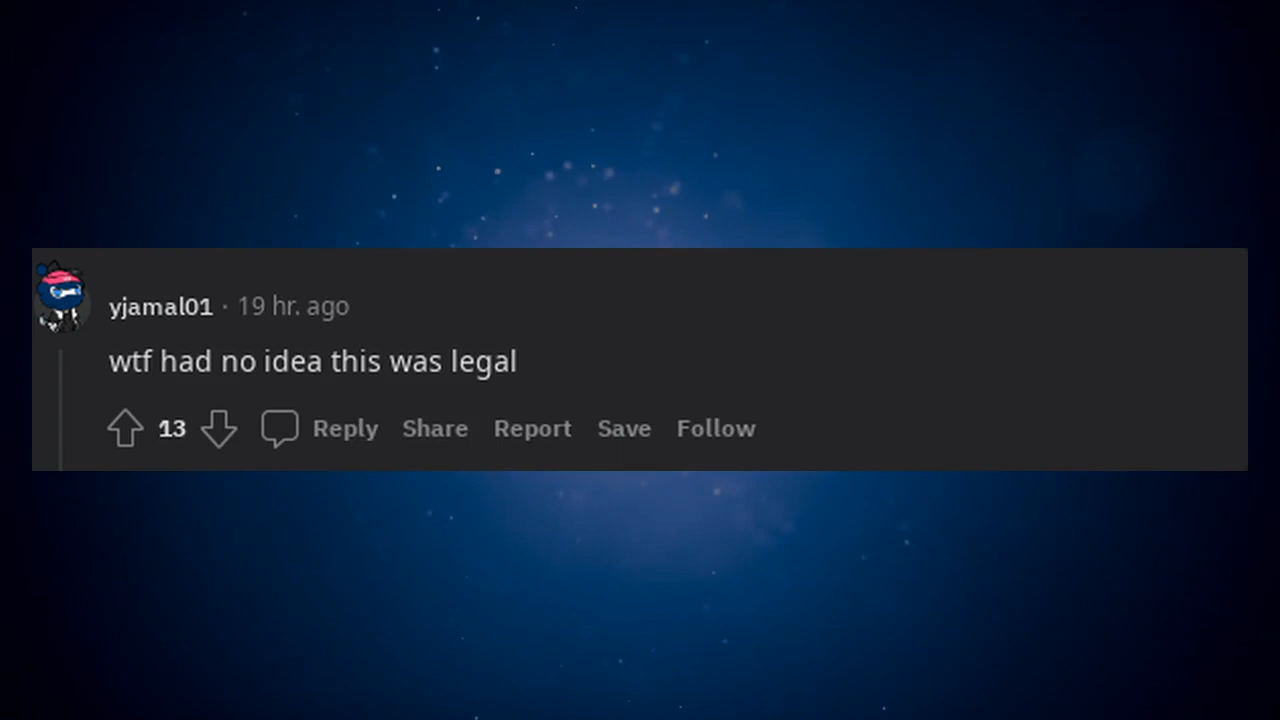 yjamal01 · 19 hr. ago
wtf had no idea this was legal
13 Reply Share Report Save Follow